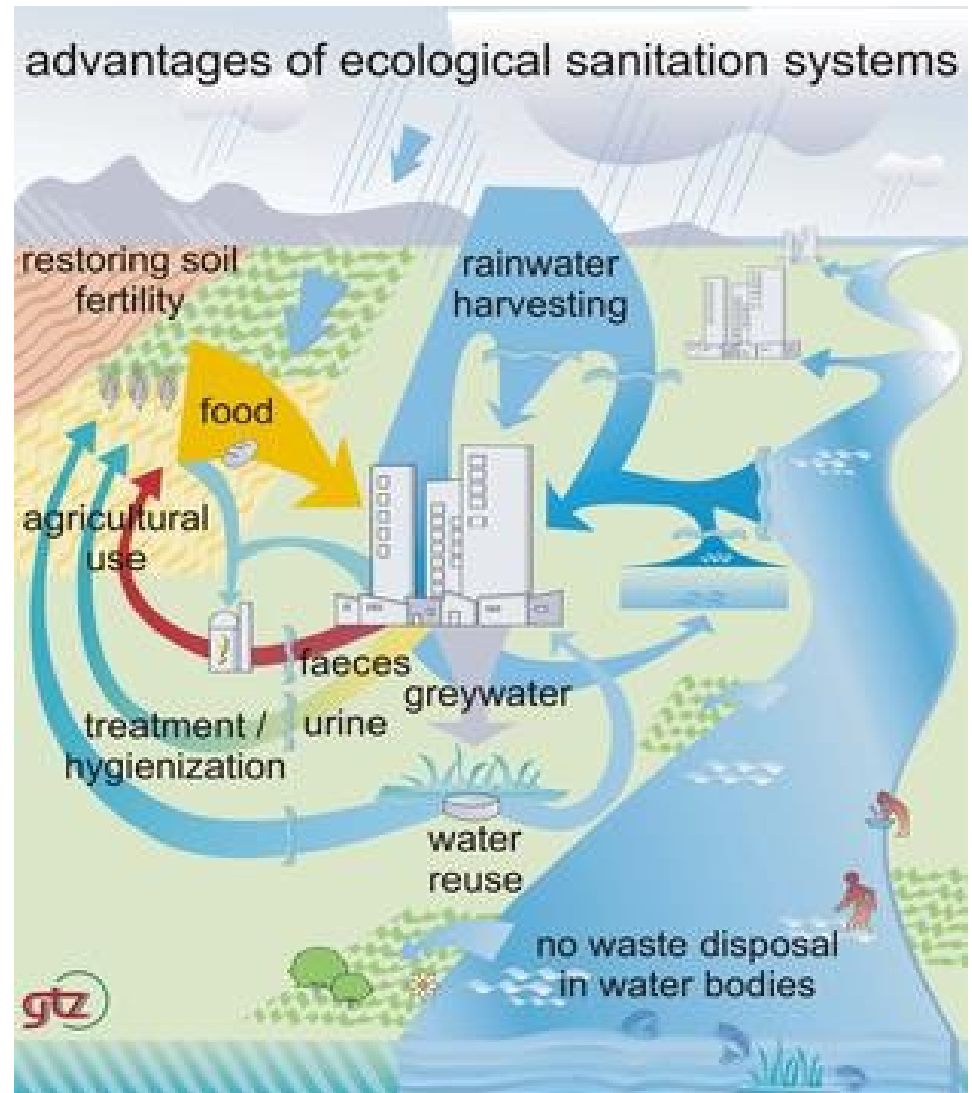 advantages of ecological sanitation systems
restoring soil
fertility
rainwater
harvesting
food
agricultural
use
faeces
greywater
urine
treatment /
hygienization
water
reuse
no waste disposal
in water bodies
gtz